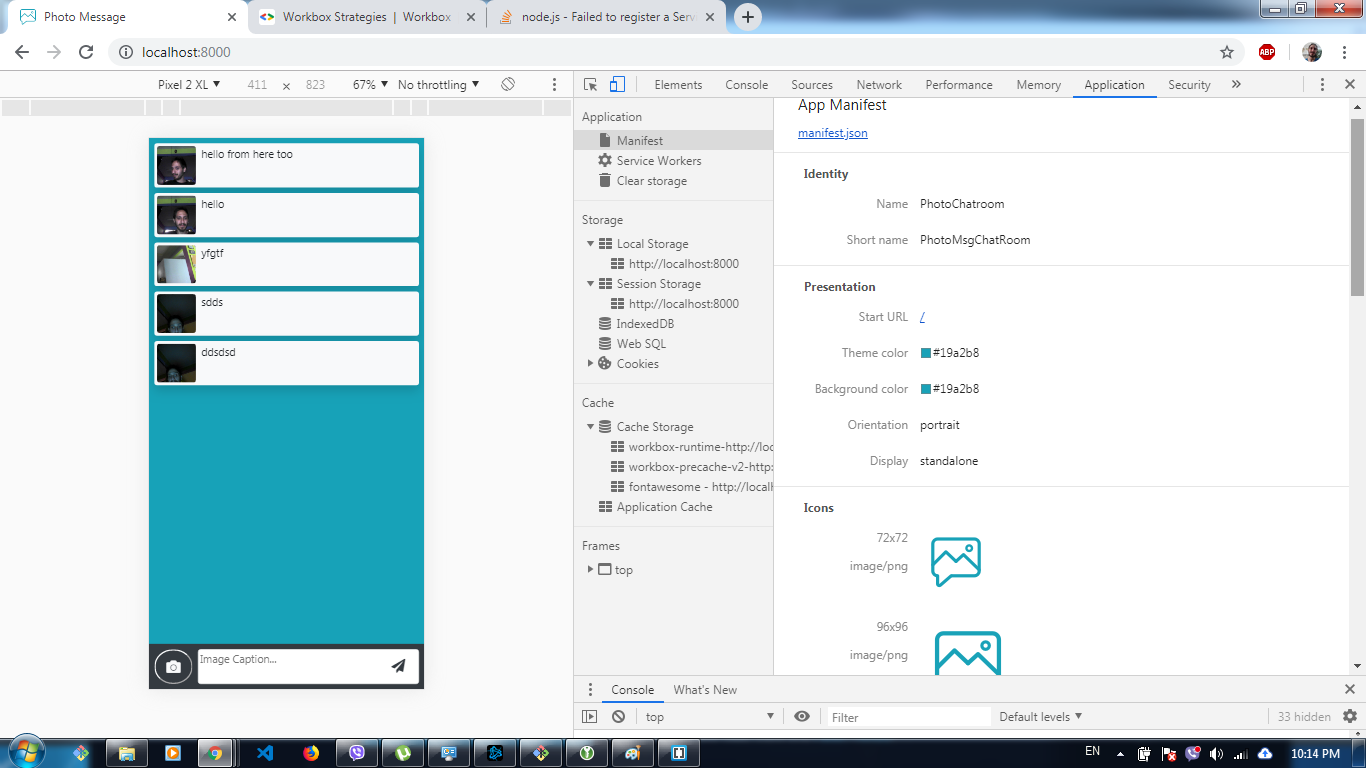 Photo Message
Workbox Strategies | Workbox
node.js - Failed to register a Serv
localhost:8000
ABP
Pixel 2 XL 411 x 823 67% No throttling
Elements Console Sources Network Performance Memory Application Security
hello from here too
hello
yfgtf
sdds
ddsdsd
Image Caption...
Application
Manifest
Service Workers
Clear storage
Storage
Local Storage
http://localhost:8000
Session Storage
http://localhost:8000
IndexedDB
Web SQL
Cookies
Cache
Cache Storage
workbox-runtime-http://loc
workbox-precache-v2-http:
fontawesome - http://localh
Application Cache
Frames
top
App Manifest
manifest.json
Identity
Name PhotoChatroom
Short name PhotoMsgChatRoom
Presentation
Start URL /
Theme color #19a2b8
Background color #19a2b8
Orientation portrait
Display standalone
Icons
72x72
image/png
96x96
image/png
Console What's New
top Filter Default levels 33 hidden
EN 10:14 PM